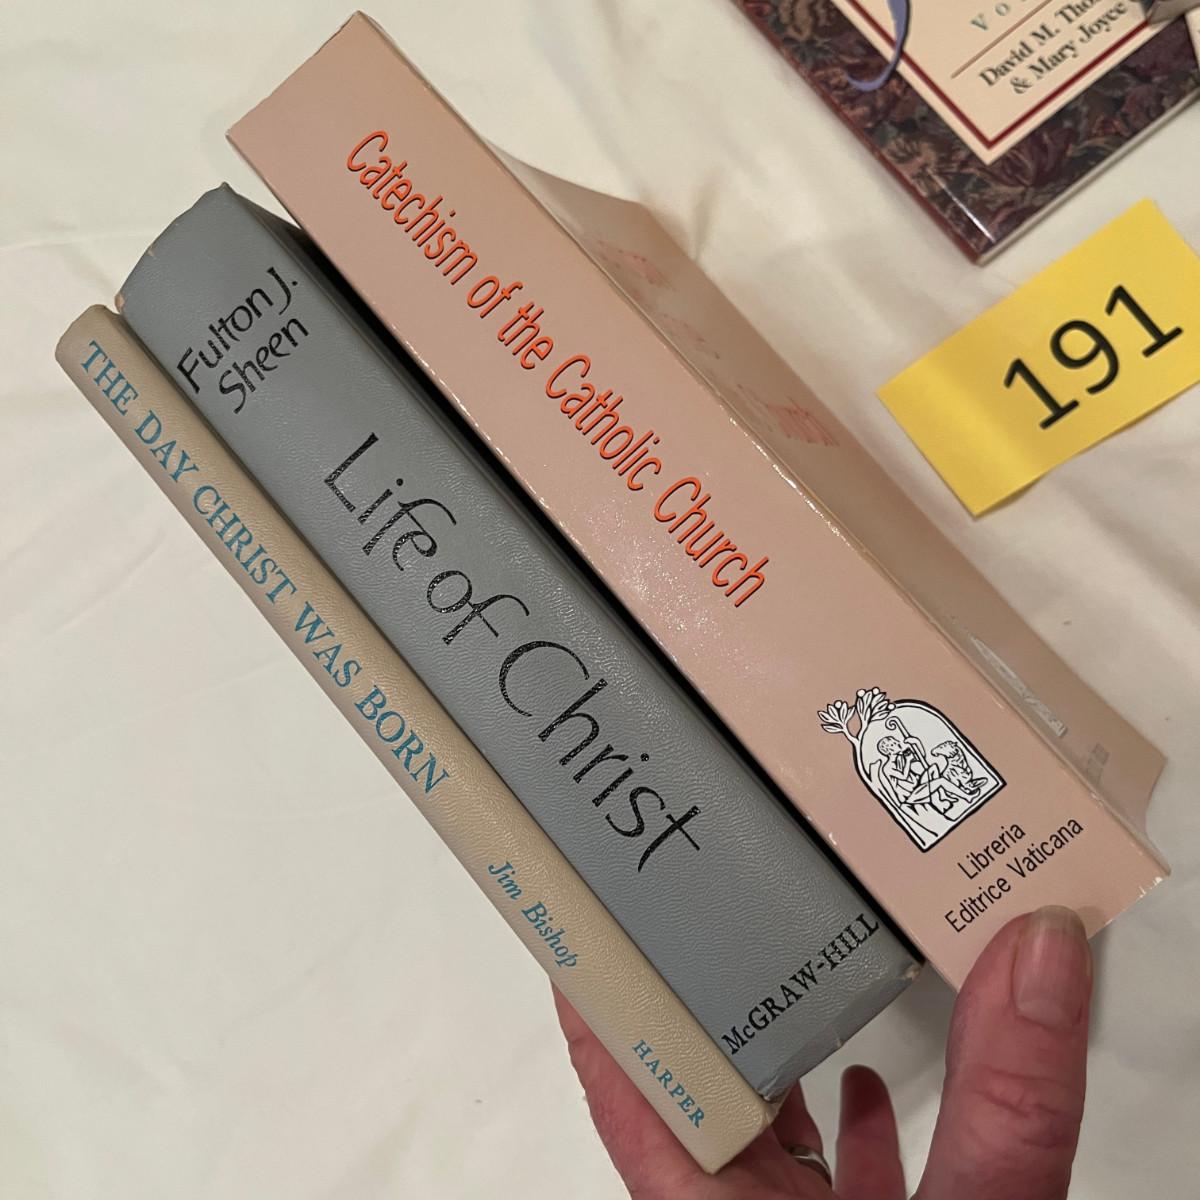 THE DAY CHRIST WAS BORN
Jim Bishop
HARPER
Fulton J.
Sheen
Life of Christ
McGRAW-HILL
Catechism of the Catholic Church
Libreria
Editrice Vaticana
David M.
& Mary Joyce
191